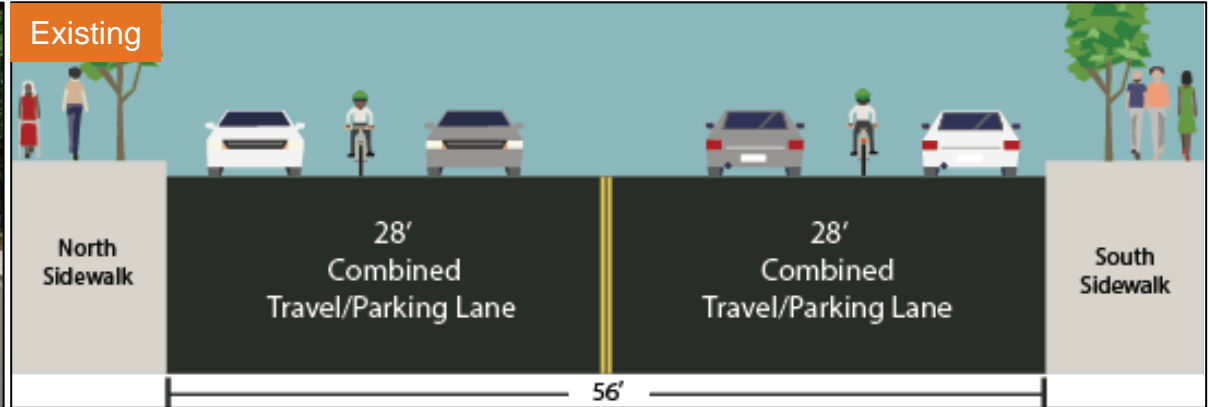 Existing
North
Sidewalk
28′
Combined
Travel/Parking Lane
28′
Combined
Travel/Parking Lane
South
Sidewalk
56′